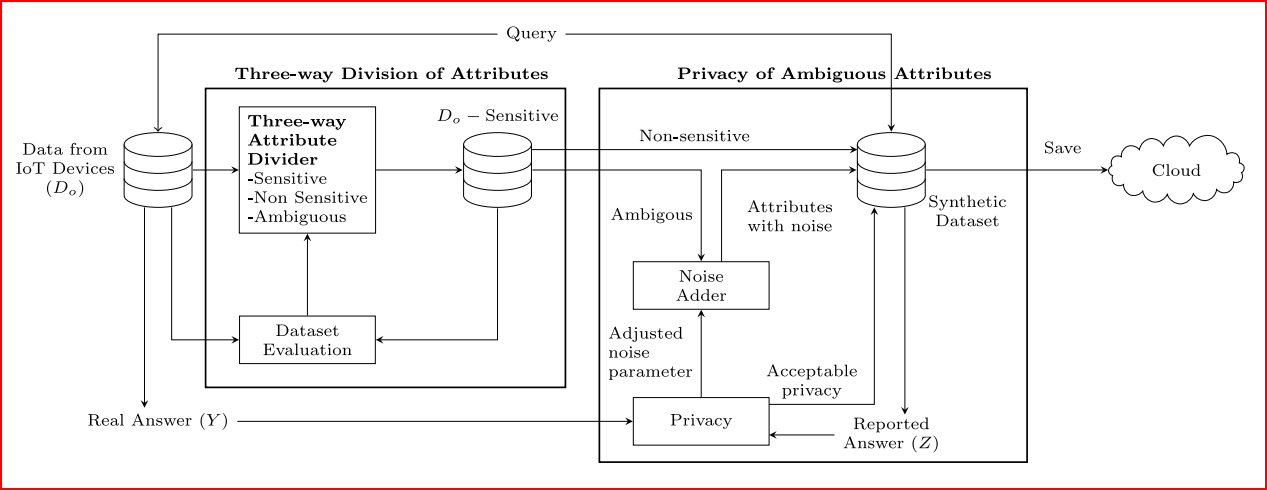 Query
Three-way Division of Attributes
Privacy of Ambiguous Attributes
Data from
IoT Devices
(Dₒ)
Three-way
Attribute
Divider
-Sensitive
-Non Sensitive
-Ambiguous
Dₒ − Sensitive
Non-sensitive
Ambigous
Attributes
with noise
Synthetic
Dataset
Save
Cloud
Noise
Adder
Dataset
Evaluation
Adjusted
noise
parameter
Acceptable
privacy
Real Answer (Y)
Privacy
Reported
Answer (Z)